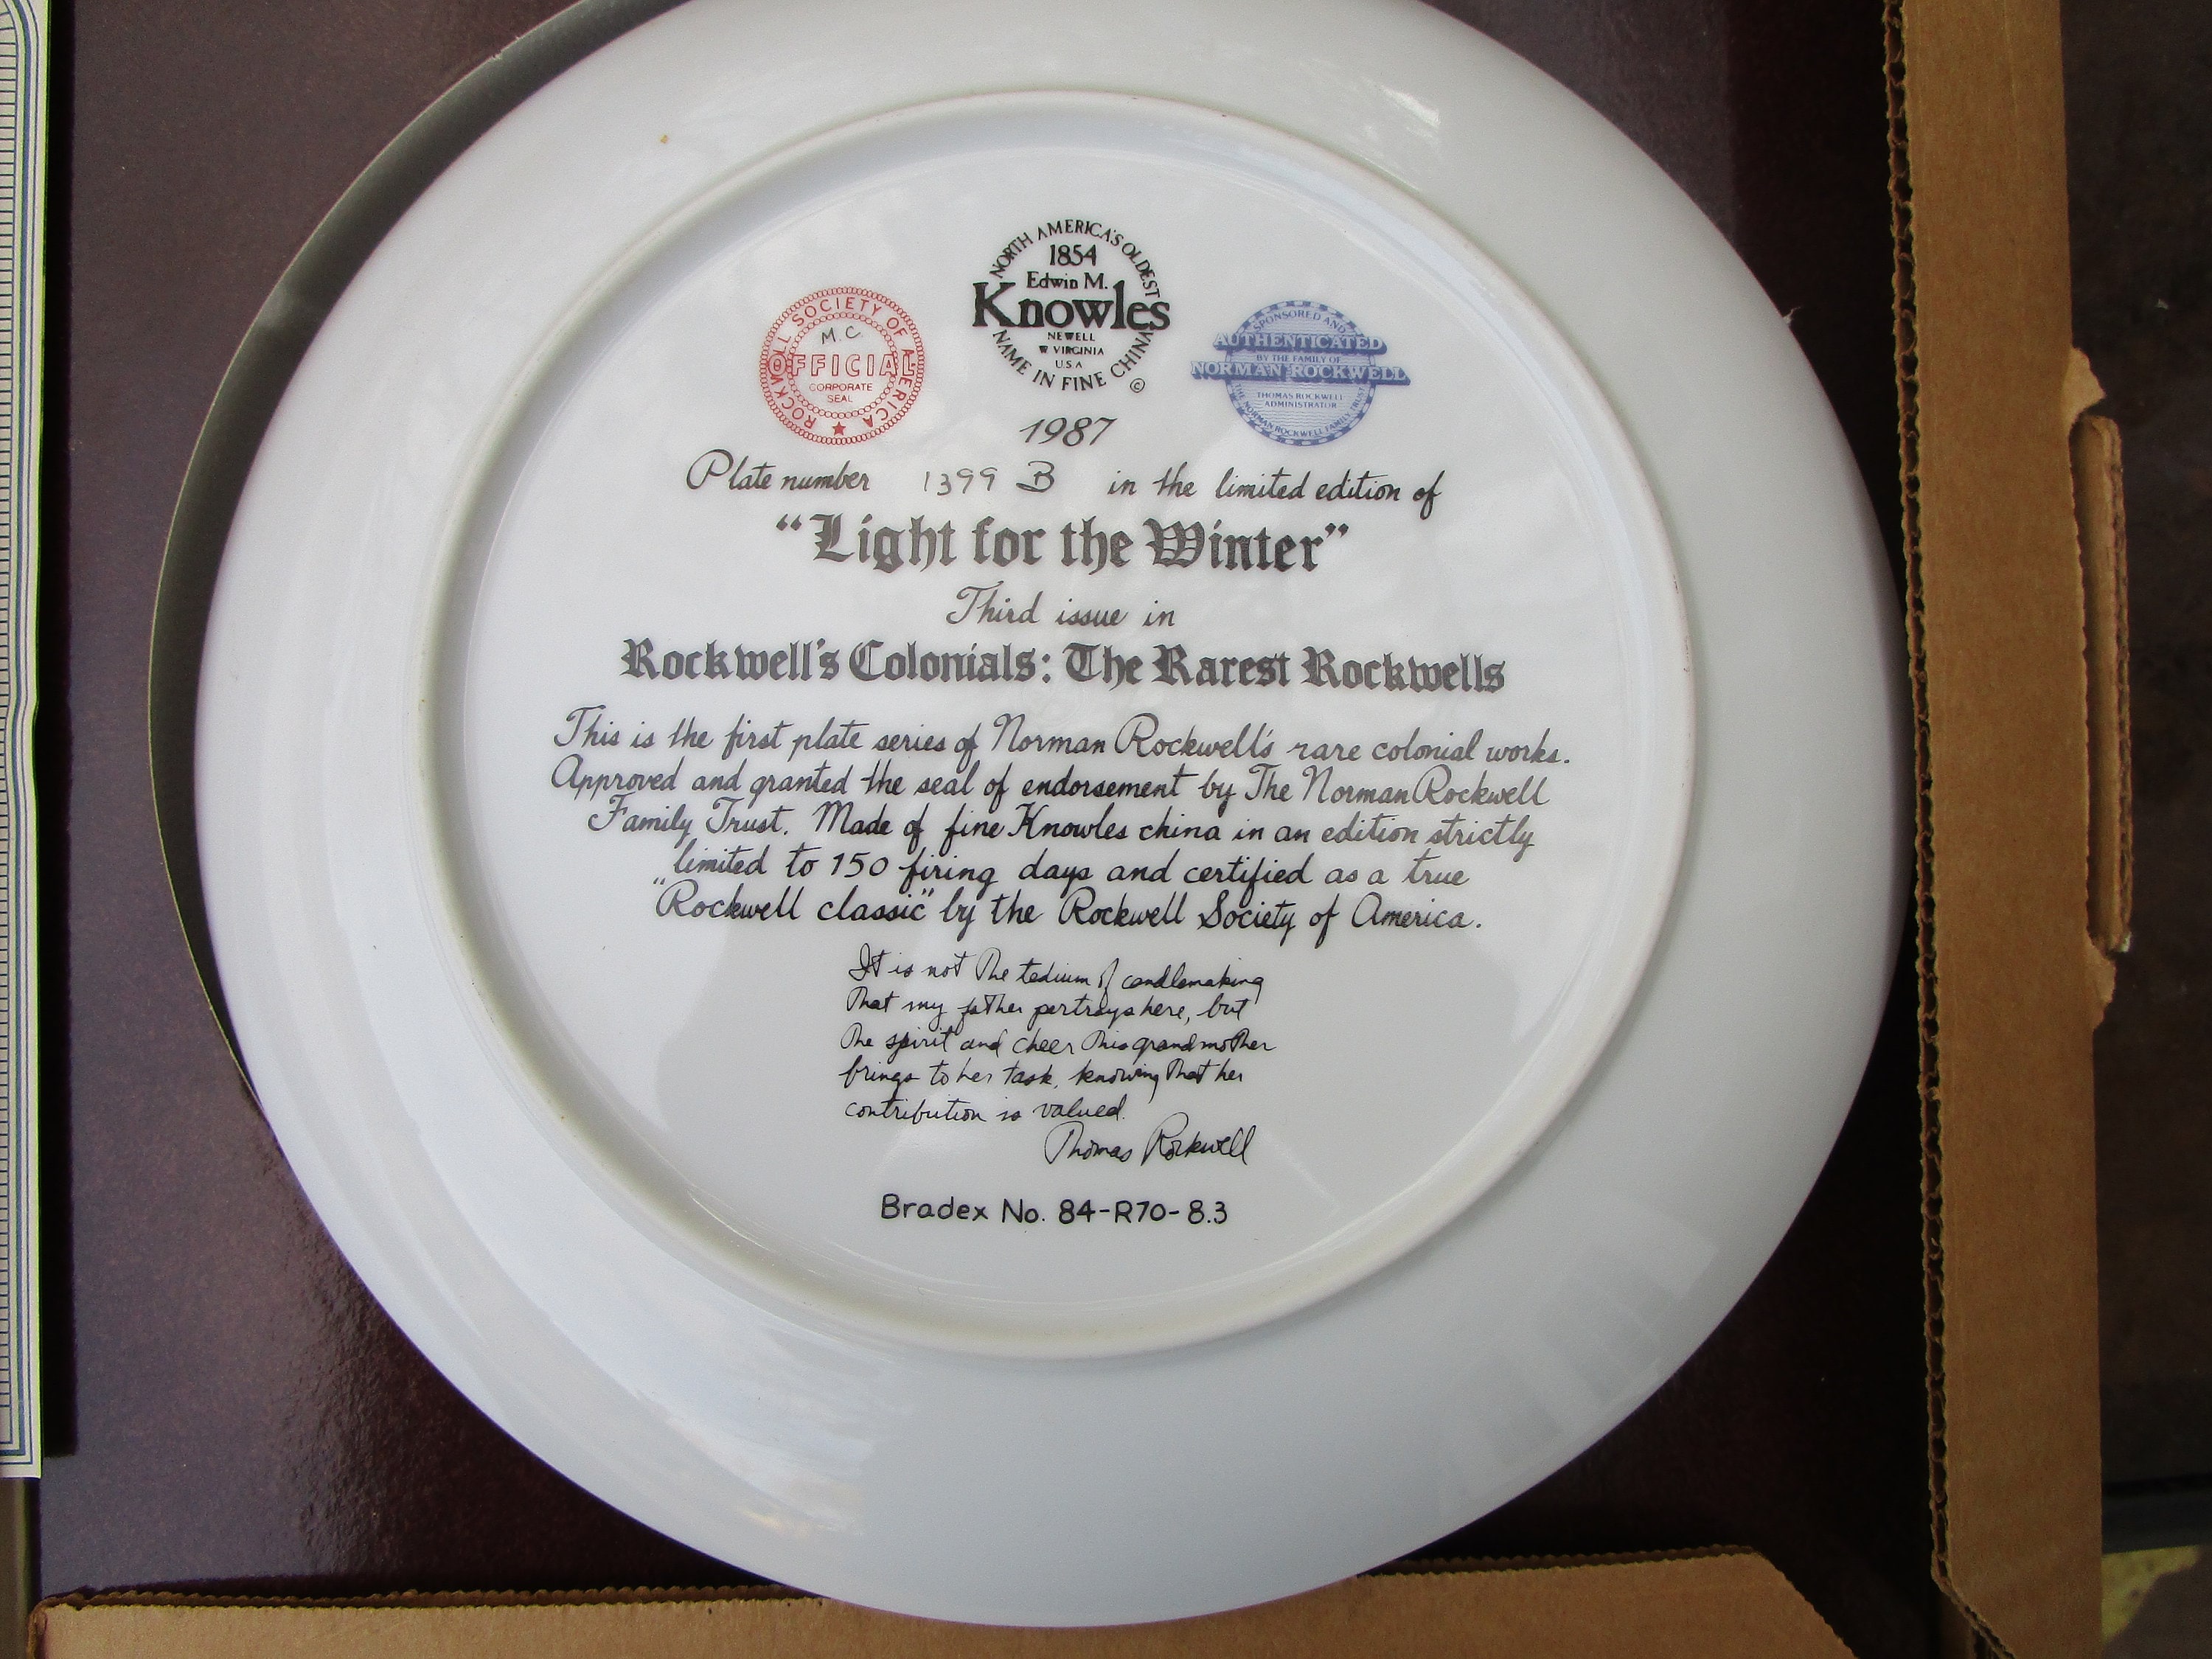 NORTH AMERICA'S OLDEST
1854
Edwin M.
Knowles
NEWELL
W VIRGINIA
U.S.A
NAME IN FINE CHINA
©
ROCKWELL SOCIETY OF AMERICA
M.C.
OFFICIAL
CORPORATE
SEAL
SPONSORED AND
AUTHENTICATED
BY THE FAMILY OF
NORMAN ROCKWELL
THOMAS ROCKWELL
ADMINISTRATOR
THE NORMAN ROCKWELL FAMILY TRUST
1987
Plate number 1399 B in the limited edition of
"Light for the Winter"
Third issue in
Rockwell's Colonials: The Rarest Rockwells
This is the first plate series of Norman Rockwell's rare colonial works.
Approved and granted the seal of endorsement by The Norman Rockwell
Family Trust. Made of fine Knowles china in an edition strictly
limited to 150 firing days and certified as a true
"Rockwell classic" by the Rockwell Society of America.
It is not the tedium of candlemaking
that my father portrays here, but
the spirit and cheer this grandmother
brings to her task, knowing that her
contribution is valued.
Thomas Rockwell
Bradex No. 84-R70-8.3